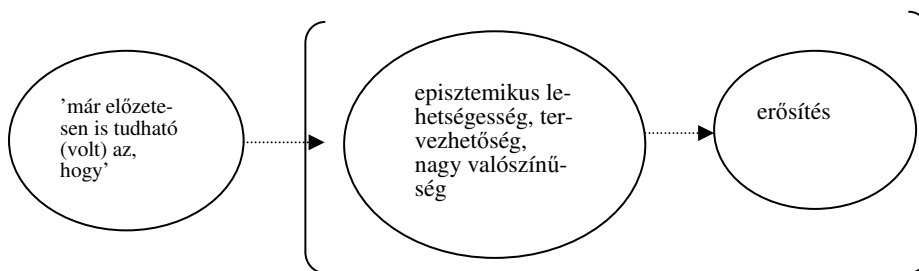 ’már előzete-
sen is tudható
(volt) az,
hogy’
episztemikus le-
hetségesség, ter-
vezhetőség,
nagy valószínű-
ség
erősítés